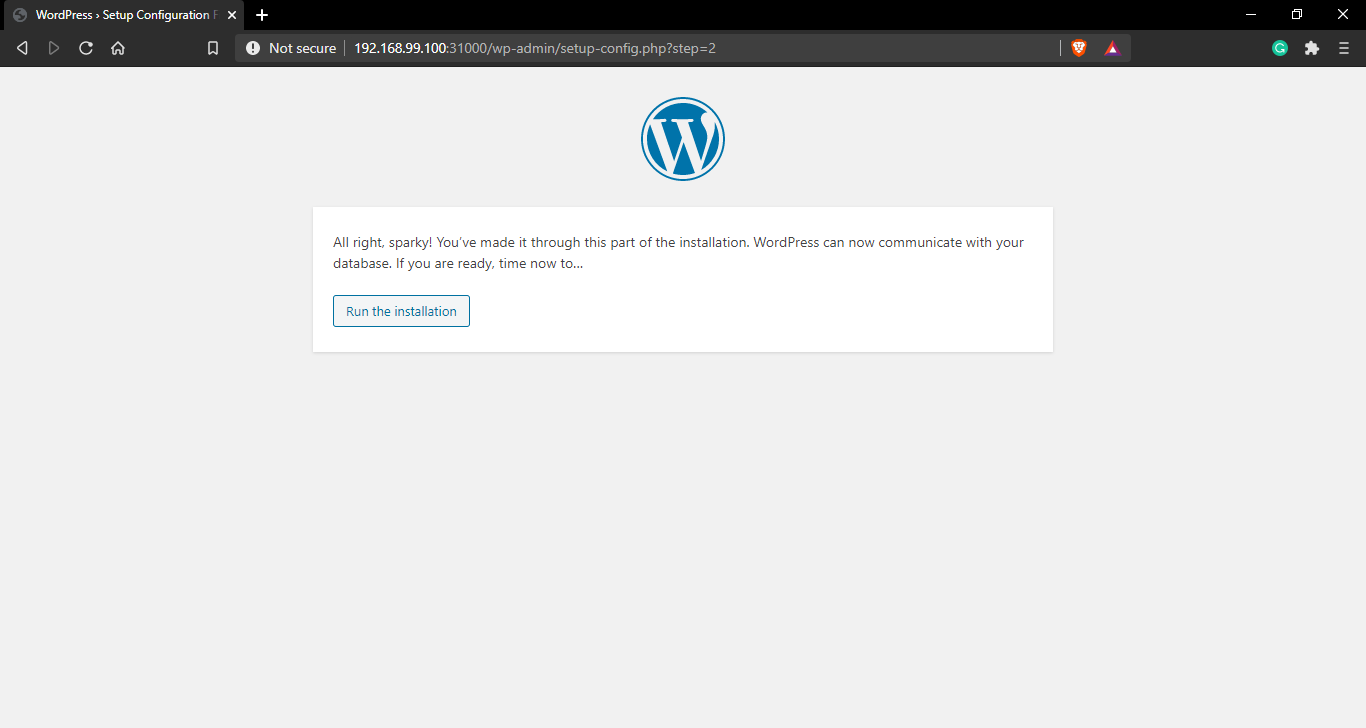 WordPress › Setup Configuration F
Not secure
192.168.99.100:31000/wp-admin/setup-config.php?step=2
All right, sparky! You've made it through this part of the installation. WordPress can now communicate with your
database. If you are ready, time now to…
Run the installation